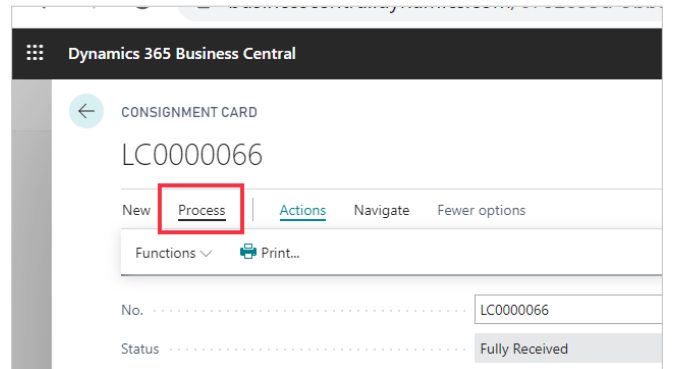 Dynamics 365 Business Central
CONSIGNMENT CARD
LC0000066
New Process Actions Navigate Fewer options
Functions Print...
No. LC0000066
Status Fully Received